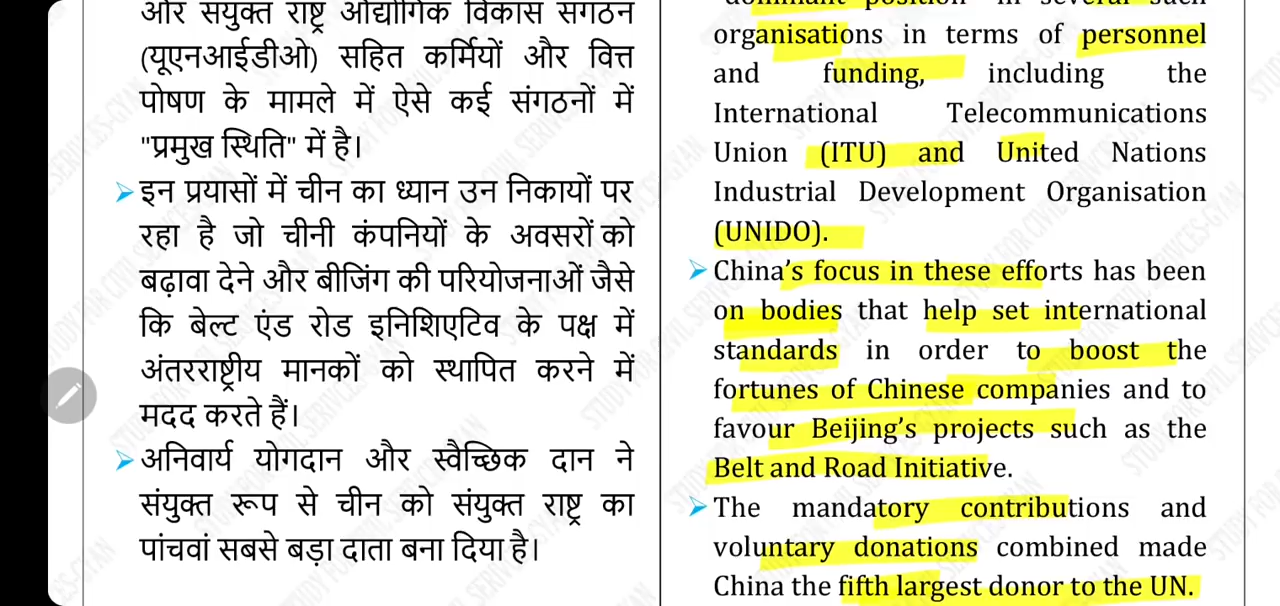 और संयुक्त राष्ट्र औद्योगिक विकास संगठन
(यूएनआईडीओ) सहित कर्मियों और वित्त
पोषण के मामले में ऐसे कई संगठनों में
"प्रमुख स्थिति" में है।
➢ इन प्रयासों में चीन का ध्यान उन निकायों पर
रहा है जो चीनी कंपनियों के अवसरों को
बढ़ावा देने और बीजिंग की परियोजनाओं जैसे
कि बेल्ट एंड रोड इनिशिएटिव के पक्ष में
अंतरराष्ट्रीय मानकों को स्थापित करने में
मदद करते हैं।
➢ अनिवार्य योगदान और स्वैच्छिक दान ने
संयुक्त रूप से चीन को संयुक्त राष्ट्र का
पांचवां सबसे बड़ा दाता बना दिया है।
"dominant position" in several such
organisations in terms of personnel
and funding, including the
International Telecommunications
Union (ITU) and United Nations
Industrial Development Organisation
(UNIDO).
➢ China's focus in these efforts has been
on bodies that help set international
standards in order to boost the
fortunes of Chinese companies and to
favour Beijing's projects such as the
Belt and Road Initiative.
➢ The mandatory contributions and
voluntary donations combined made
China the fifth largest donor to the UN.